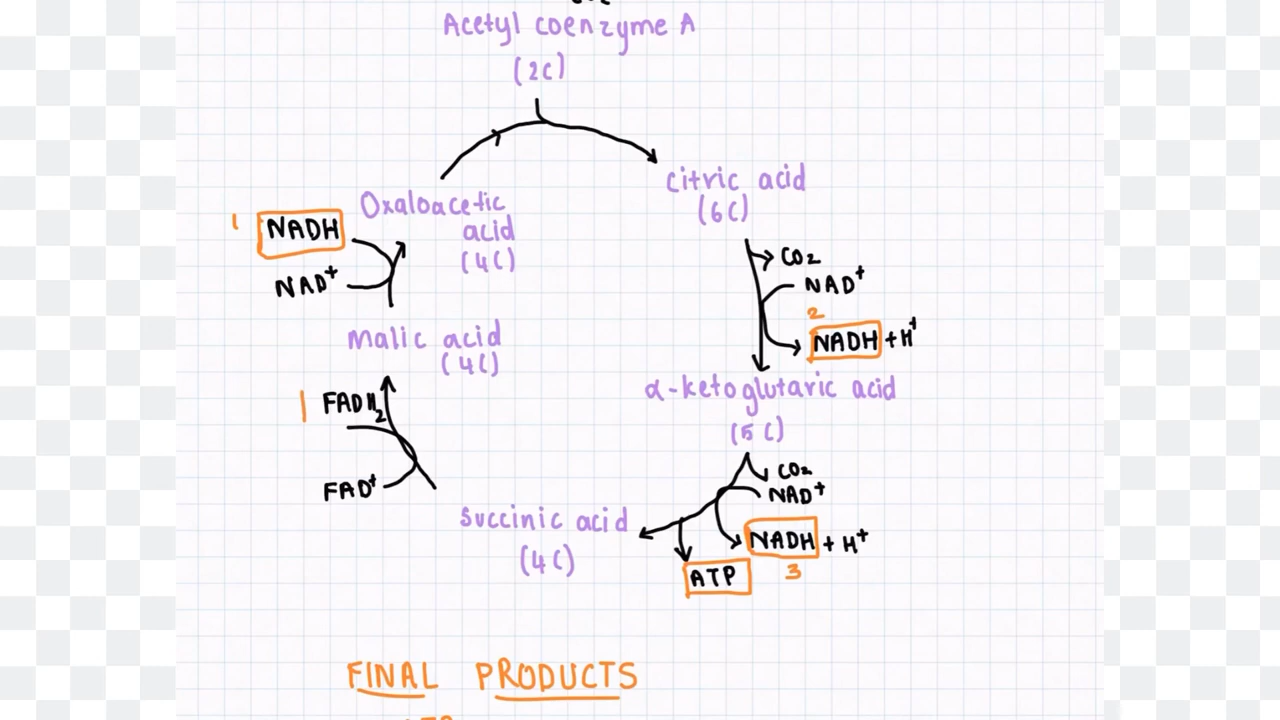 Acetyl coenzyme A
(2C)
Citric acid
(6C)
Oxaloacetic
acid
(4C)
1
NADH
NAD⁺
CO₂
NAD⁺
2
NADH + H⁺
Malic acid
(4C)
α-ketoglutaric acid
(5C)
1
FADH₂
FAD⁺
CO₂
NAD⁺
NADH + H⁺
3
ATP
Succinic acid
(4C)
FINAL PRODUCTS